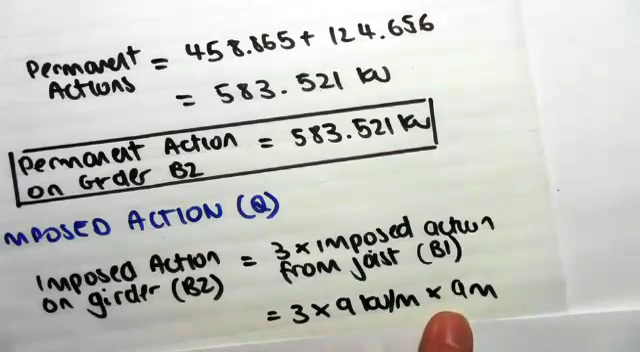 Permanent Actions = 458.865 + 124.656
= 583.521 kN
Permanent Action on Girder B2 = 583.521 kN
MPOSED ACTION (Q)
Imposed Action on girder (B2) = 3 × imposed action from joist (B1)
= 3 × 9 kN/m × 9m